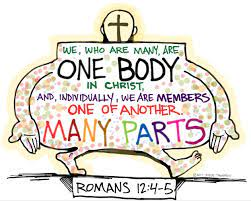 WE, WHO ARE MANY, ARE
ONE BODY
IN CHRIST,
AND, INDIVIDUALLY, WE ARE MEMBERS
ONE OF ANOTHER.
MANY PARTS
ROMANS 12:4-5